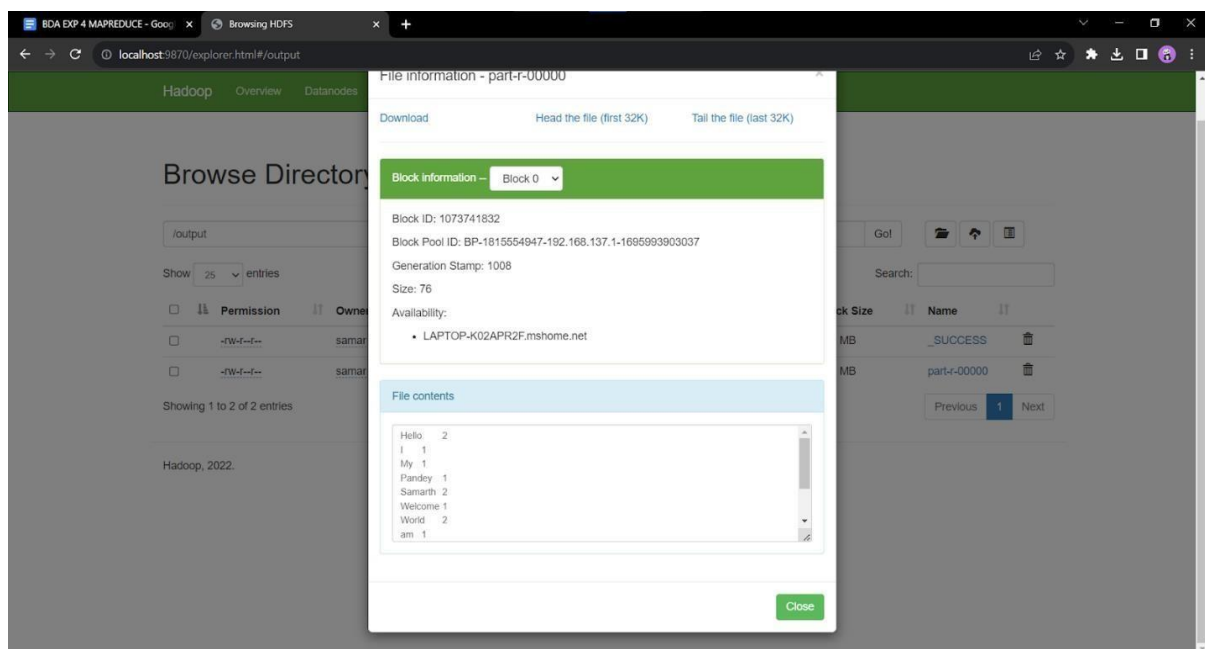 BDA EXP 4 MAPREDUCE - Goog
Browsing HDFS
localhost:9870/explorer.html#/output
Hadoop Overview Datanodes
File information - part-r-00000
Download Head the file (first 32K) Tail the file (last 32K)
Browse Directory
Block information -- Block 0
/output Go!
Block ID: 1073741832
Block Pool ID: BP-1815554947-192.168.137.1-1695993903037
Generation Stamp: 1008
Size: 76
Availability:
LAPTOP-K02APR2F.mshome.net
Show 25 entries Search:
Permission Owne ck Size Name
-rw-r--r-- samar MB _SUCCESS
-rw-r--r-- samar MB part-r-00000
Showing 1 to 2 of 2 entries Previous 1 Next
File contents
Hello 2
I 1
My 1
Pandey 1
Samarth 2
Welcome 1
World 2
am 1
Hadoop, 2022.
Close